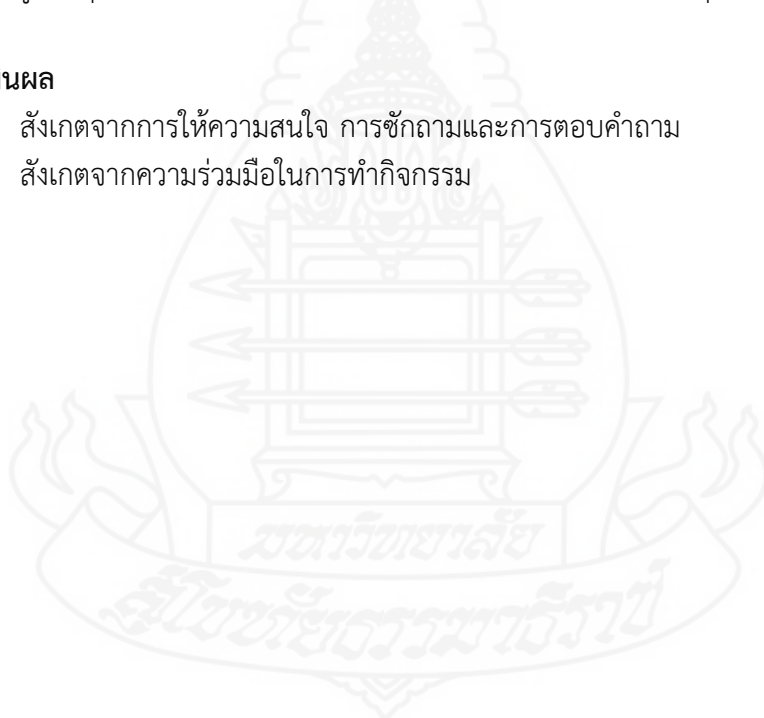 นผล
สังเกตจากการให้ความสนใจ การซักถามและการตอบคำถาม
สังเกตจากความร่วมมือในการทำกิจกรรม
มหาวิทยาลัย
สุโขทัยธรรมาธิราช